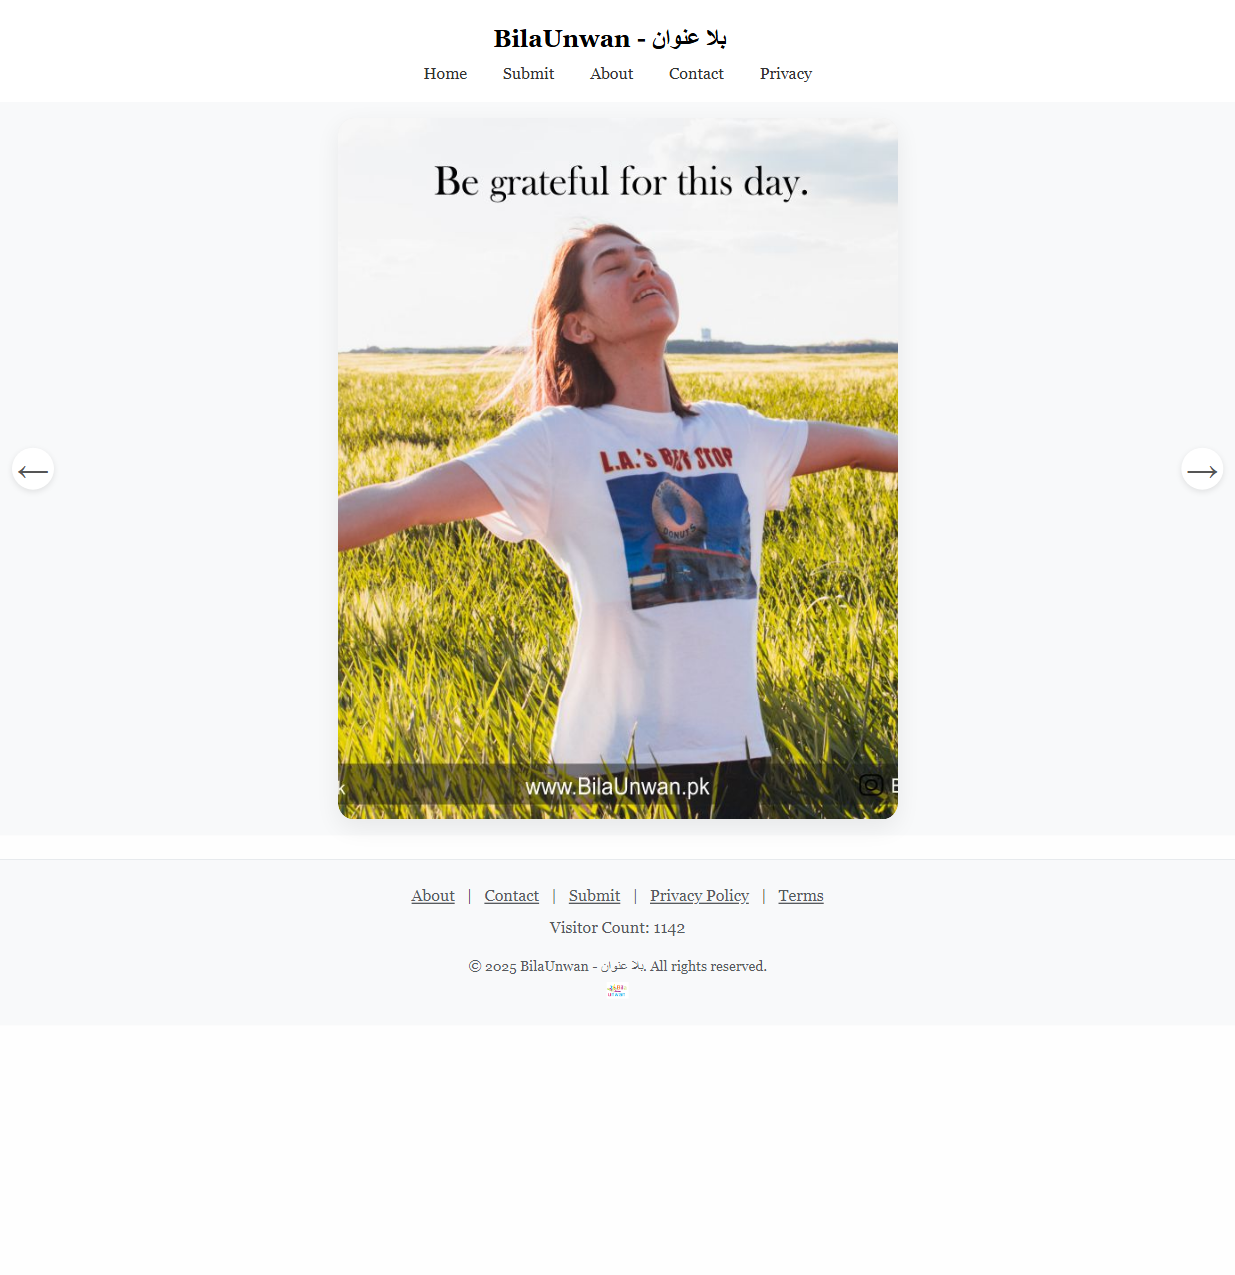 BilaUnwan - بلا عنوان
Home Submit About Contact Privacy
Be grateful for this day.
L.A.'s BEST STOP
DONUTS
www.BilaUnwan.pk
←
→
About | Contact | Submit | Privacy Policy | Terms
Visitor Count: 1142
© 2025 BilaUnwan - بلا عنوان. All rights reserved.